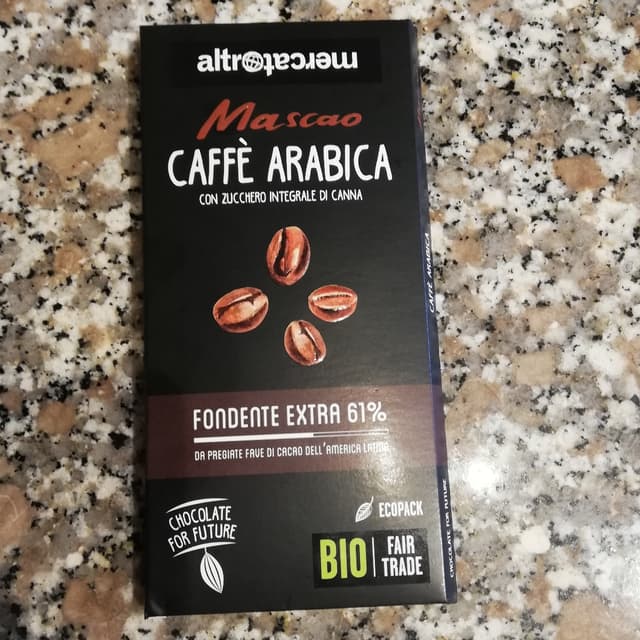 altromercato
Mascao
CAFFÈ ARABICA
CON ZUCCHERO INTEGRALE DI CANNA
FONDENTE EXTRA 61%
DA PREGIATE FAVE DI CACAO DELL'AMERICA LATINA
CHOCOLATE
FOR FUTURE
ECOPACK
BIO
FAIR
TRADE
CAFFÈ ARABICA
CHOCOLATE FOR FUTURE